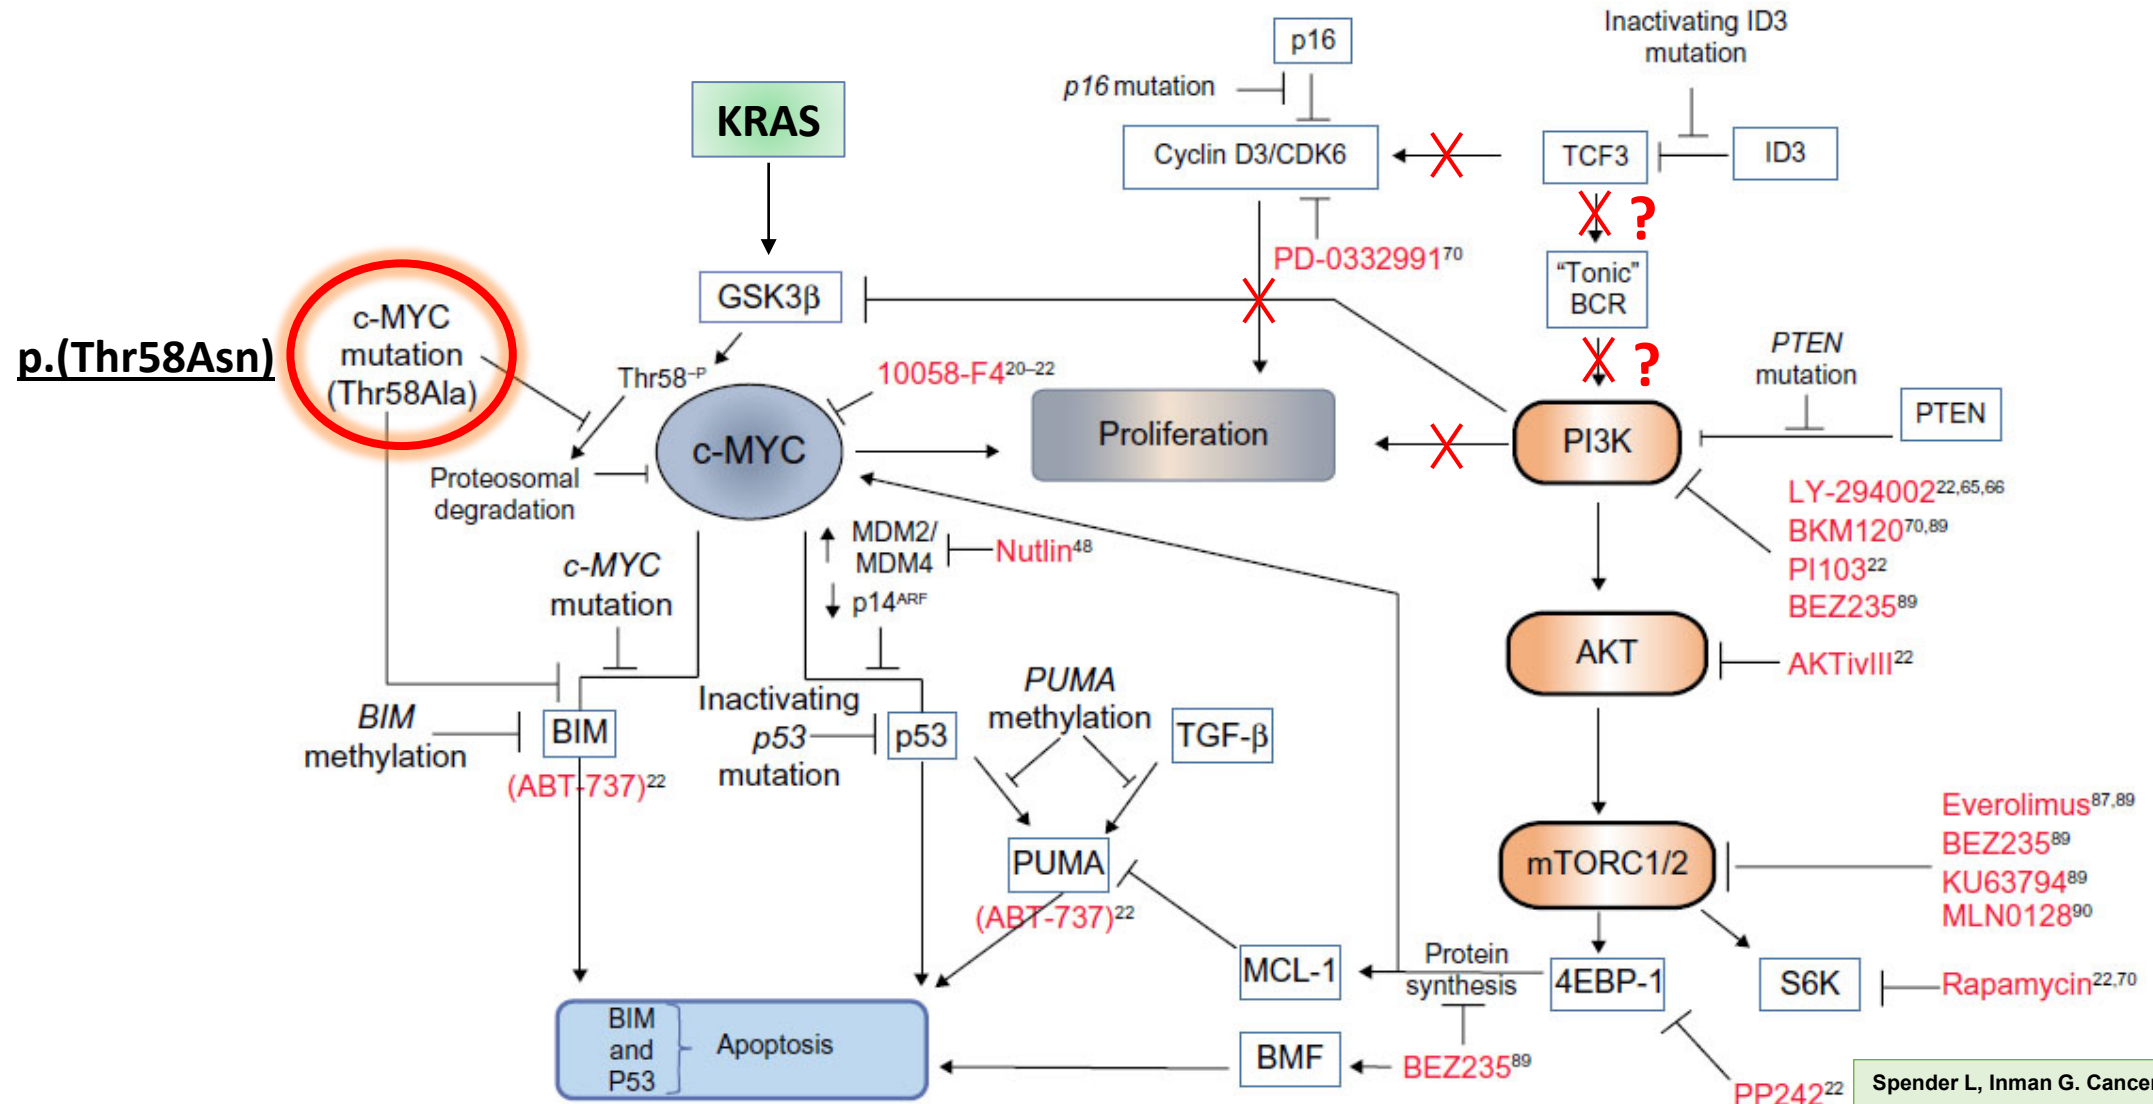 p16
Inactivating ID3
mutation
p16 mutation
KRAS
Cyclin D3/CDK6
TCF3
ID3
?
PD-0332991⁷⁰
"Tonic"
BCR
GSK3β
c-MYC
mutation
(Thr58Ala)
p.(Thr58Asn)
Thr58⁻ᴾ
10058-F4²⁰⁻²²
?
PTEN
mutation
PTEN
c-MYC
Proliferation
PI3K
Proteosomal
degradation
LY-294002²²,⁶⁵,⁶⁶
BKM120⁷⁰,⁸⁹
PI103²²
BEZ235⁸⁹
MDM2/
MDM4
Nutlin⁴⁸
p14ᴬᴿᶠ
c-MYC
mutation
AKT
AKTivIII²²
BIM
methylation
BIM
(ABT-737)²²
Inactivating
p53
mutation
p53
PUMA
methylation
TGF-β
PUMA
(ABT-737)²²
mTORC1/2
Everolimus⁸⁷,⁸⁹
BEZ235⁸⁹
KU63794⁸⁹
MLN0128⁹⁰
MCL-1
Protein
synthesis
4EBP-1
S6K
Rapamycin²²,⁷⁰
BIM
and
P53
Apoptosis
BMF
BEZ235⁸⁹
PP242²²
Spender L, Inman G. Cancer